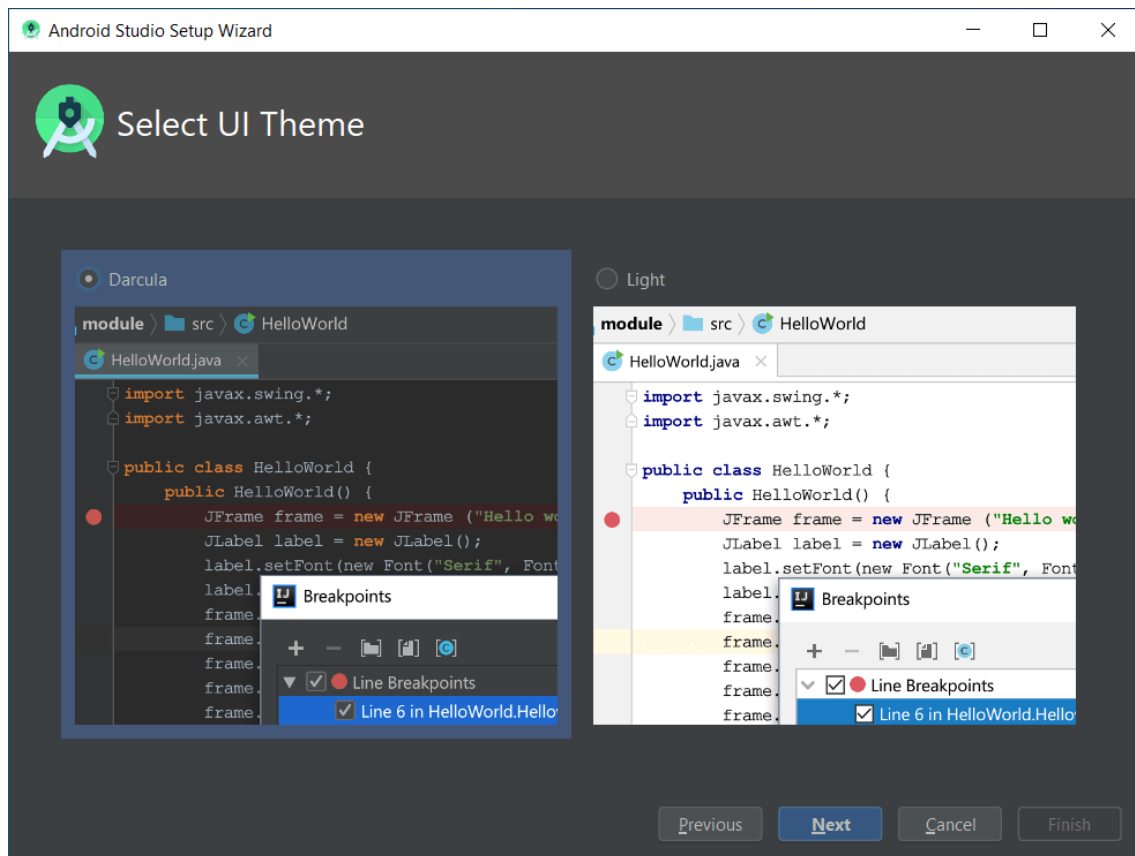 Android Studio Setup Wizard
Select UI Theme
Darcula
module src HelloWorld
HelloWorld.java
import javax.swing.*;
import javax.awt.*;
public class HelloWorld {
public HelloWorld() {
JFrame frame = new JFrame ("Hello wo
JLabel label = new JLabel();
label.setFont(new Font("Serif", Font
label.
frame.
frame.
frame.
frame.
frame.
IJ Breakpoints
Line Breakpoints
Line 6 in HelloWorld.Hello
Light
module src HelloWorld
HelloWorld.java
import javax.swing.*;
import javax.awt.*;
public class HelloWorld {
public HelloWorld() {
JFrame frame = new JFrame ("Hello wo
JLabel label = new JLabel();
label.setFont(new Font("Serif", Font
label.
frame.
frame.
frame.
frame.
frame.
IJ Breakpoints
Line Breakpoints
Line 6 in HelloWorld.Hello
Previous Next Cancel Finish